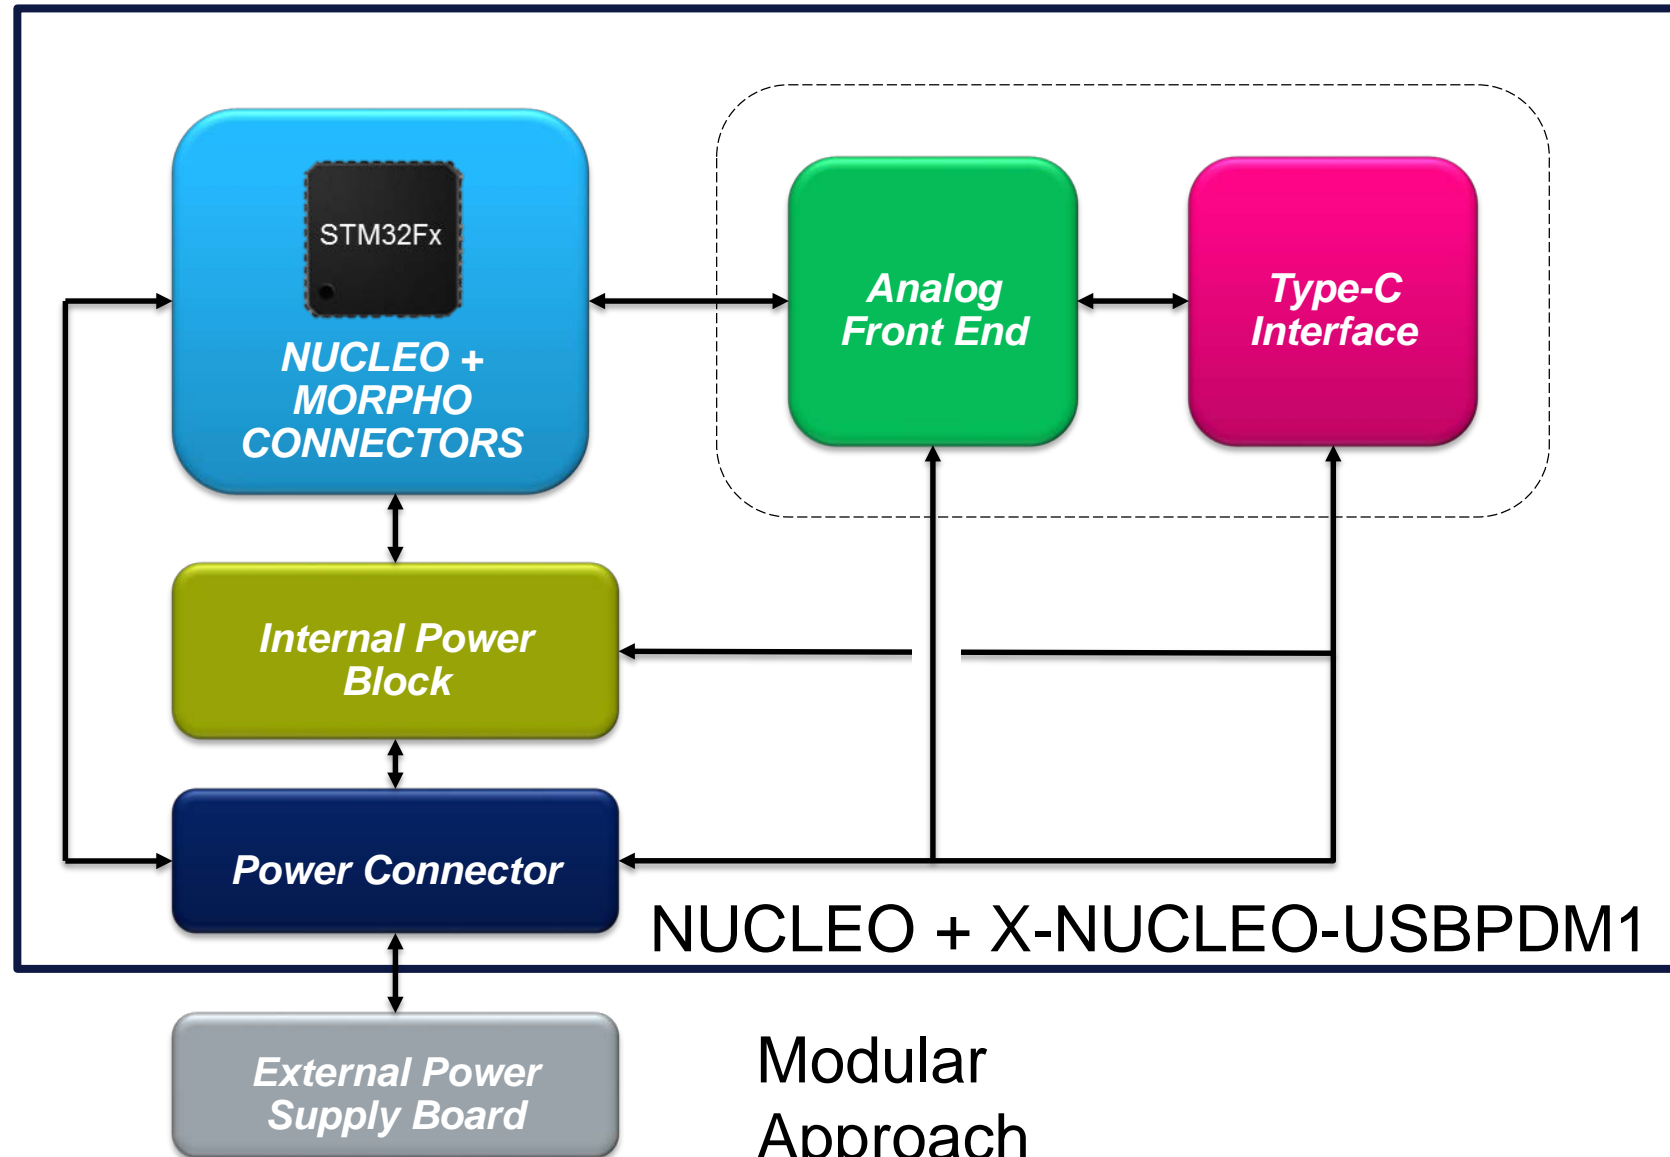 STM32Fx
NUCLEO +
MORPHO
CONNECTORS
Analog
Front End
Type-C
Interface
Internal Power
Block
Power Connector
NUCLEO + X-NUCLEO-USBPDM1
External Power
Supply Board
Modular
Approach